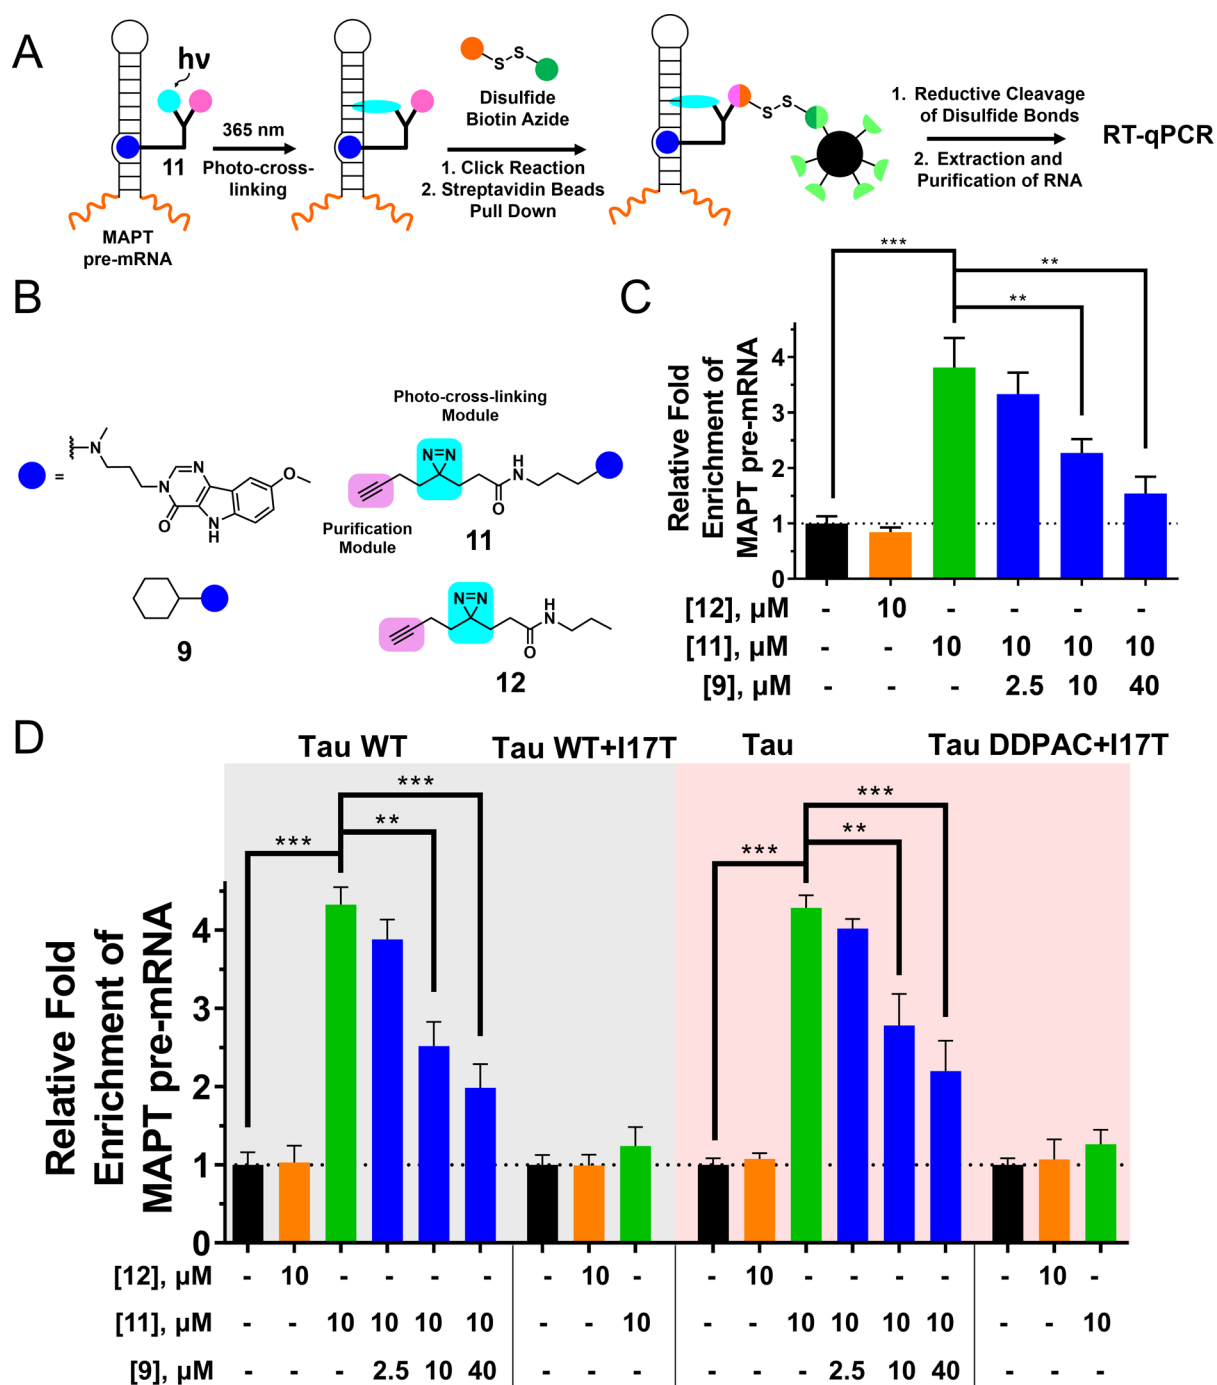 A
hν
11
MAPT
pre-mRNA
365 nm
Photo-cross-
linking
S-S
Disulfide
Biotin Azide
1. Click Reaction
2. Streptavidin Beads
Pull Down
S-S
1. Reductive Cleavage
of Disulfide Bonds
2. Extraction and
Purification of RNA
RT-qPCR
B
=
N
N
N
N
O
O
NH
9
Photo-cross-linking
Module
N=N
H
N
O
Purification
Module
11
N=N
H
N
O
12
C
***
**
**
Relative Fold
Enrichment of
MAPT pre-mRNA
4
3
2
1
0
[12], µM - 10 - - - -
[11], µM - - 10 10 10 10
[9], µM - - - 2.5 10 40
D
Tau WT Tau WT+I17T Tau Tau DDPAC+I17T
***
**
***
***
**
***
Relative Fold
Enrichment of
MAPT pre-mRNA
4
3
2
1
0
[12], µM - 10 - - - - - 10 - - 10 - - - - - 10 -
[11], µM - - 10 10 10 10 - - 10 - - 10 10 10 10 - - 10
[9], µM - - - 2.5 10 40 - - - - - - 2.5 10 40 - - -